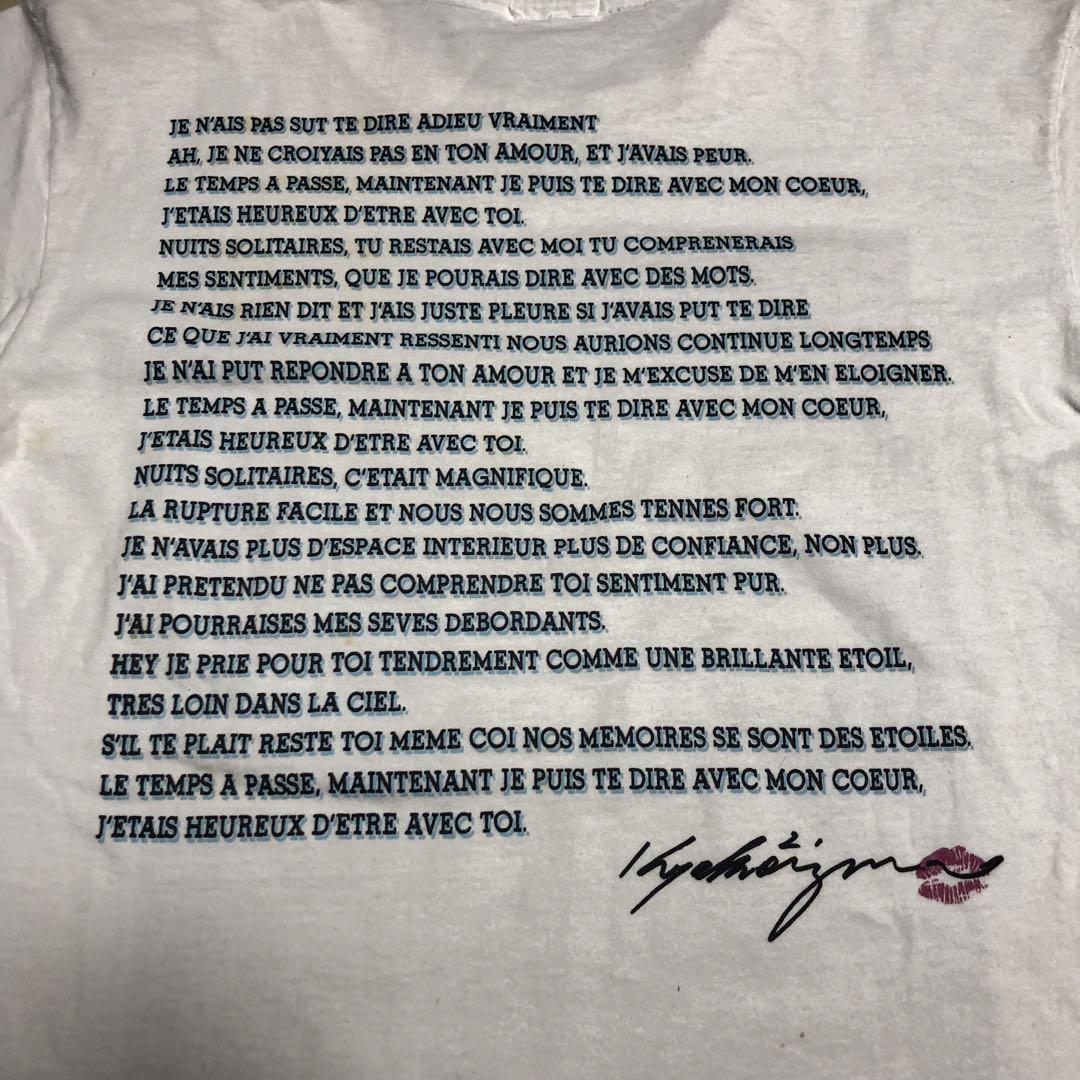 JE N'AIS PAS SUT TE DIRE ADIEU VRAIMENT
AH, JE NE CROIYAIS PAS EN TON AMOUR, ET J'AVAIS PEUR.
LE TEMPS A PASSE, MAINTENANT JE PUIS TE DIRE AVEC MON COEUR,
J'ETAIS HEUREUX D'ETRE AVEC TOI.
NUITS SOLITAIRES, TU RESTAIS AVEC MOI TU COMPRENERAIS
MES SENTIMENTS, QUE JE POURAIS DIRE AVEC DES MOTS.
JE N'AIS RIEN DIT ET J'AIS JUSTE PLEURE SI J'AVAIS PUT TE DIRE
CE QUE J'AI VRAIMENT RESSENTI NOUS AURIONS CONTINUE LONGTEMPS
JE N'AI PUT REPONDRE A TON AMOUR ET JE M'EXCUSE DE M'EN ELOIGNER.
LE TEMPS A PASSE, MAINTENANT JE PUIS TE DIRE AVEC MON COEUR,
J'ETAIS HEUREUX D'ETRE AVEC TOI.
NUITS SOLITAIRES, C'ETAIT MAGNIFIQUE.
LA RUPTURE FACILE ET NOUS NOUS SOMMES TENNES FORT.
JE N'AVAIS PLUS D'ESPACE INTERIEUR PLUS DE CONFIANCE, NON PLUS.
J'AI PRETENDU NE PAS COMPRENDRE TOI SENTIMENT PUR.
J'AI POURRAISES MES SEVES DEBORDANTS.
HEY JE PRIE POUR TOI TENDREMENT COMME UNE BRILLANTE ETOIL,
TRES LOIN DANS LA CIEL.
S'IL TE PLAIT RESTE TOI MEME COI NOS MEMOIRES SE SONT DES ETOILES.
LE TEMPS A PASSE, MAINTENANT JE PUIS TE DIRE AVEC MON COEUR,
J'ETAIS HEUREUX D'ETRE AVEC TOI.